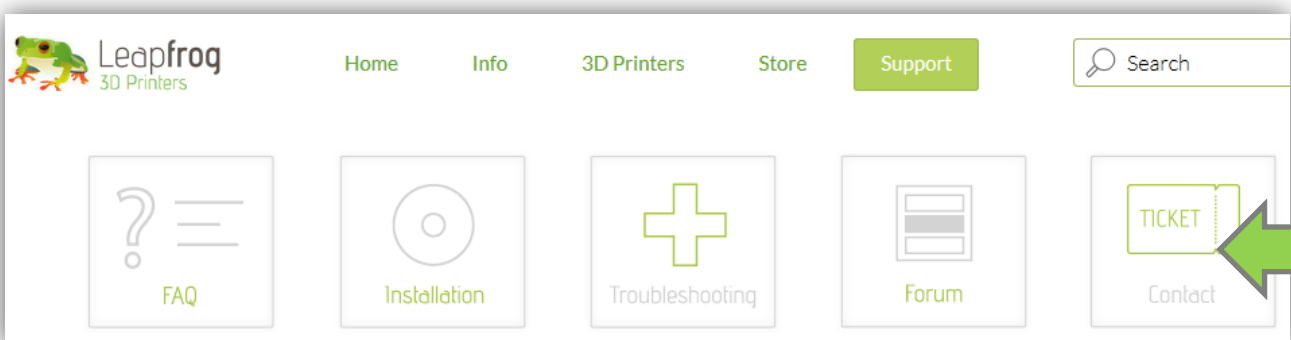 Leapfrog
3D Printers
Home Info 3D Printers Store Support Search
TICKET
FAQ Installation Troubleshooting Forum Contact